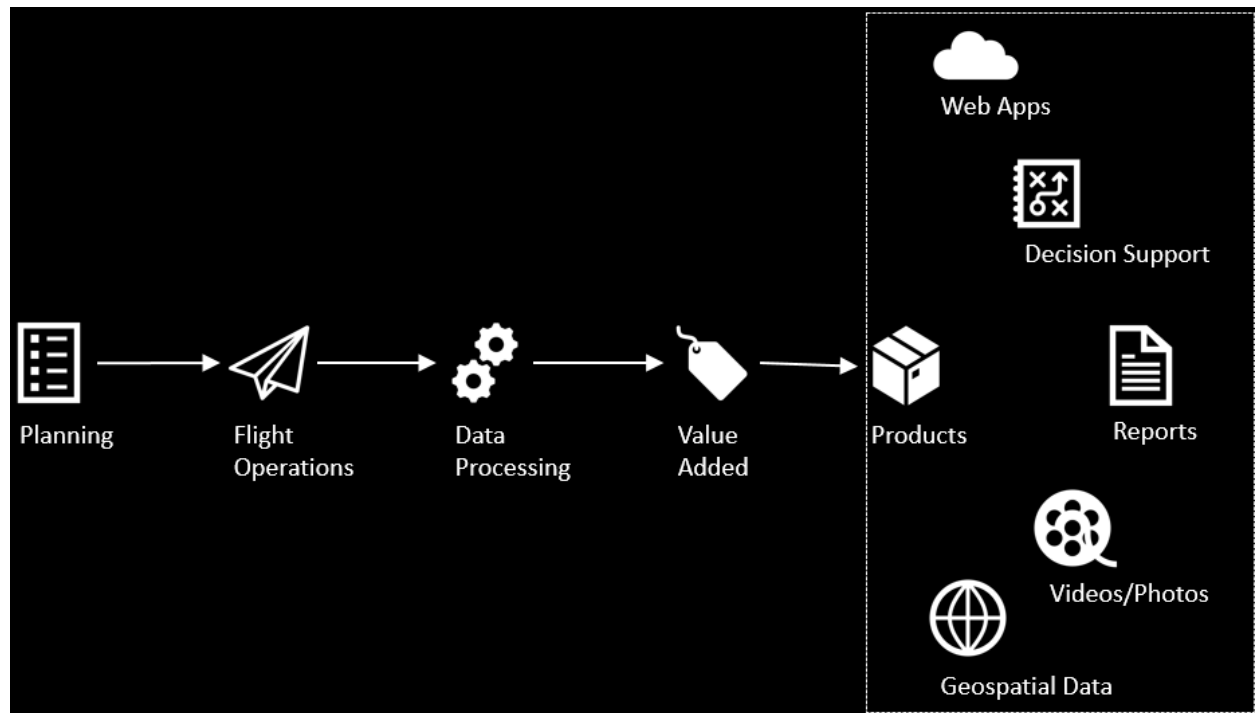 Web Apps
Decision Support
Planning
Flight
Operations
Data
Processing
Value
Added
Products
Reports
Videos/Photos
Geospatial Data